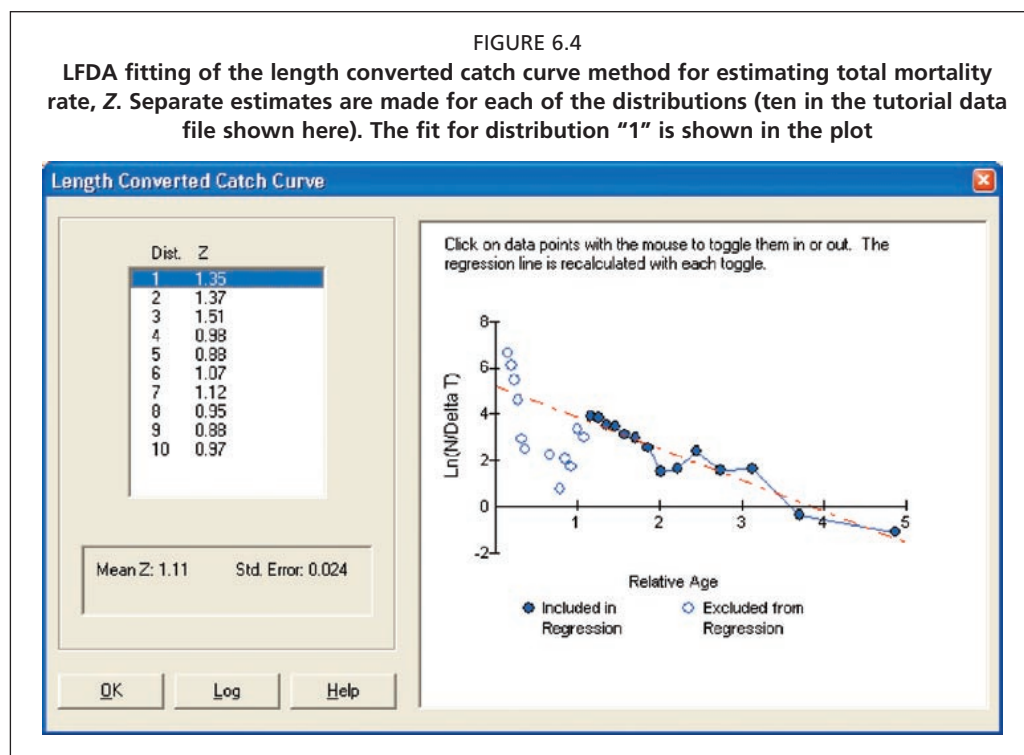 FIGURE 6.4
LFDA fitting of the length converted catch curve method for estimating total mortality
rate, Z. Separate estimates are made for each of the distributions (ten in the tutorial data
file shown here). The fit for distribution “1” is shown in the plot
Length Converted Catch Curve
Dist. Z
1 1.35
2 1.37
3 1.51
4 0.98
5 0.88
6 1.07
7 1.12
8 0.95
9 0.88
10 0.97
Mean Z: 1.11 Std. Error: 0.024
OK Log Help
Click on data points with the mouse to toggle them in or out. The
regression line is recalculated with each toggle.
Ln(N/Delta T)
8
6
4
2
0
-2
1 2 3 4 5
Relative Age
Included in
Regression
Excluded from
Regression